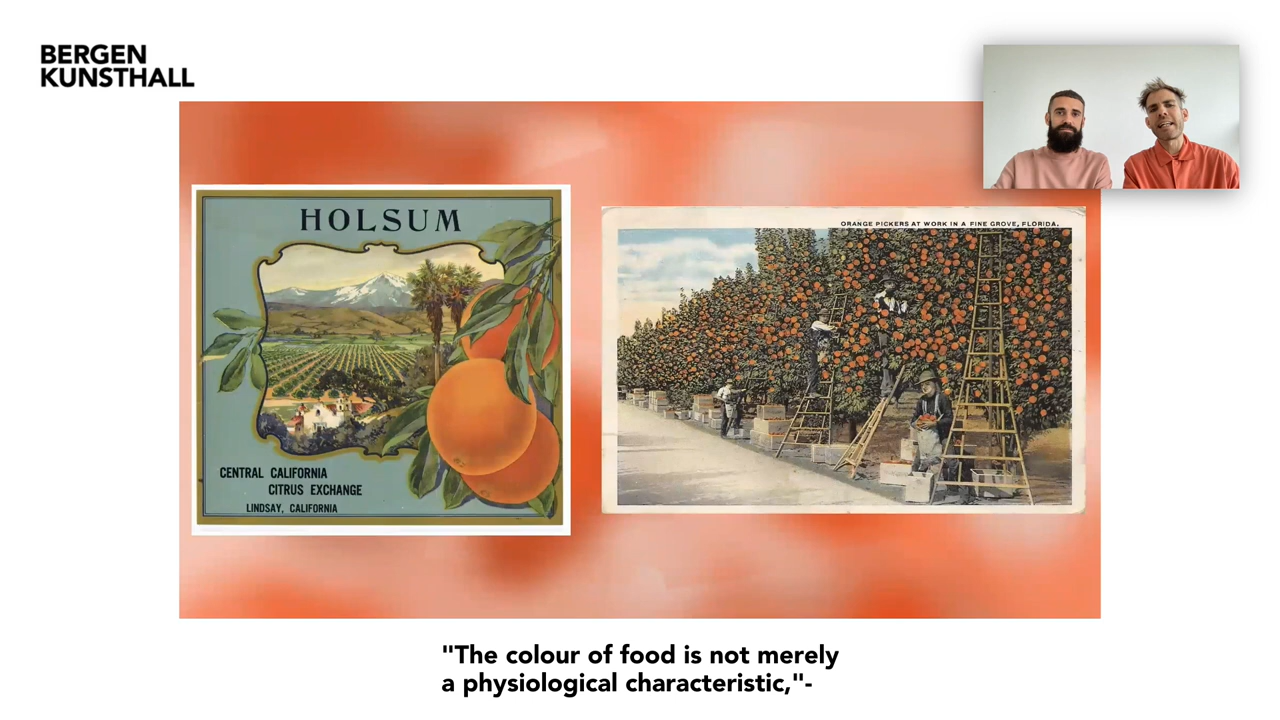 BERGEN
KUNSTHALL
HOLSUM
CENTRAL CALIFORNIA
CITRUS EXCHANGE
LINDSAY, CALIFORNIA
ORANGE PICKERS AT WORK IN A FINE GROVE, FLORIDA.
"The colour of food is not merely
a physiological characteristic,"-